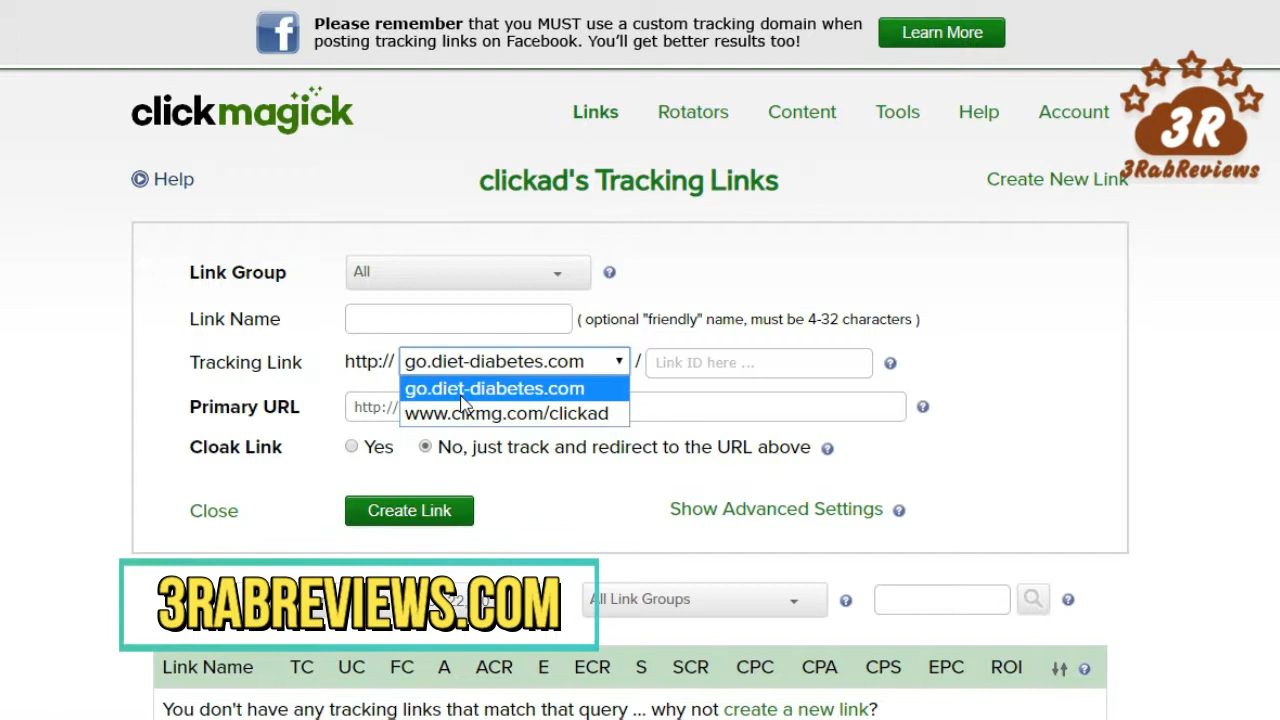 Please remember that you MUST use a custom tracking domain when
posting tracking links on Facebook. You'll get better results too!
Learn More
clickmagick
Links Rotators Content Tools Help Account
3R
3RabReviews
Help
clickad's Tracking Links
Create New Link
Link Group All
Link Name ( optional "friendly" name, must be 4-32 characters )
Tracking Link http:// go.diet-diabetes.com / Link ID here ...
go.diet-diabetes.com
Primary URL http://
www.clkmg.com/clickad
Cloak Link Yes No, just track and redirect to the URL above
Close Create Link Show Advanced Settings
3RABREVIEWS.COM
All Link Groups
Link Name TC UC FC A ACR E ECR S SCR CPC CPA CPS EPC ROI
You don't have any tracking links that match that query ... why not create a new link?